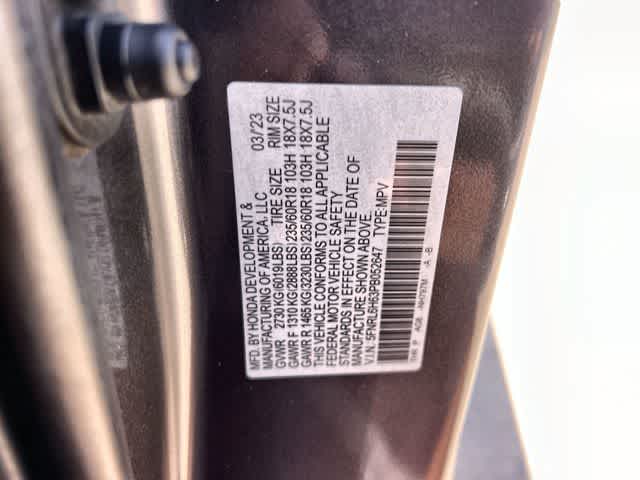 MFD. BY HONDA DEVELOPMENT & 03/23
MANUFACTURING OF AMERICA, LLC.
GVWR 2730 KG(6019LBS) TIRE SIZE RIM SIZE
GAWR F 1310 KG(2888LBS) 235/60R18 103H 18X7.5J
GAWR R 1465 KG(3230LBS) 235/60R18 103H 18X7.5J
THIS VEHICLE CONFORMS TO ALL APPLICABLE
FEDERAL MOTOR VEHICLE SAFETY
STANDARDS IN EFFECT ON THE DATE OF
MANUFACTURE SHOWN ABOVE.
V.I.N. 5FNRL6H63PB052647 TYPE:MPV
THR P -A -B